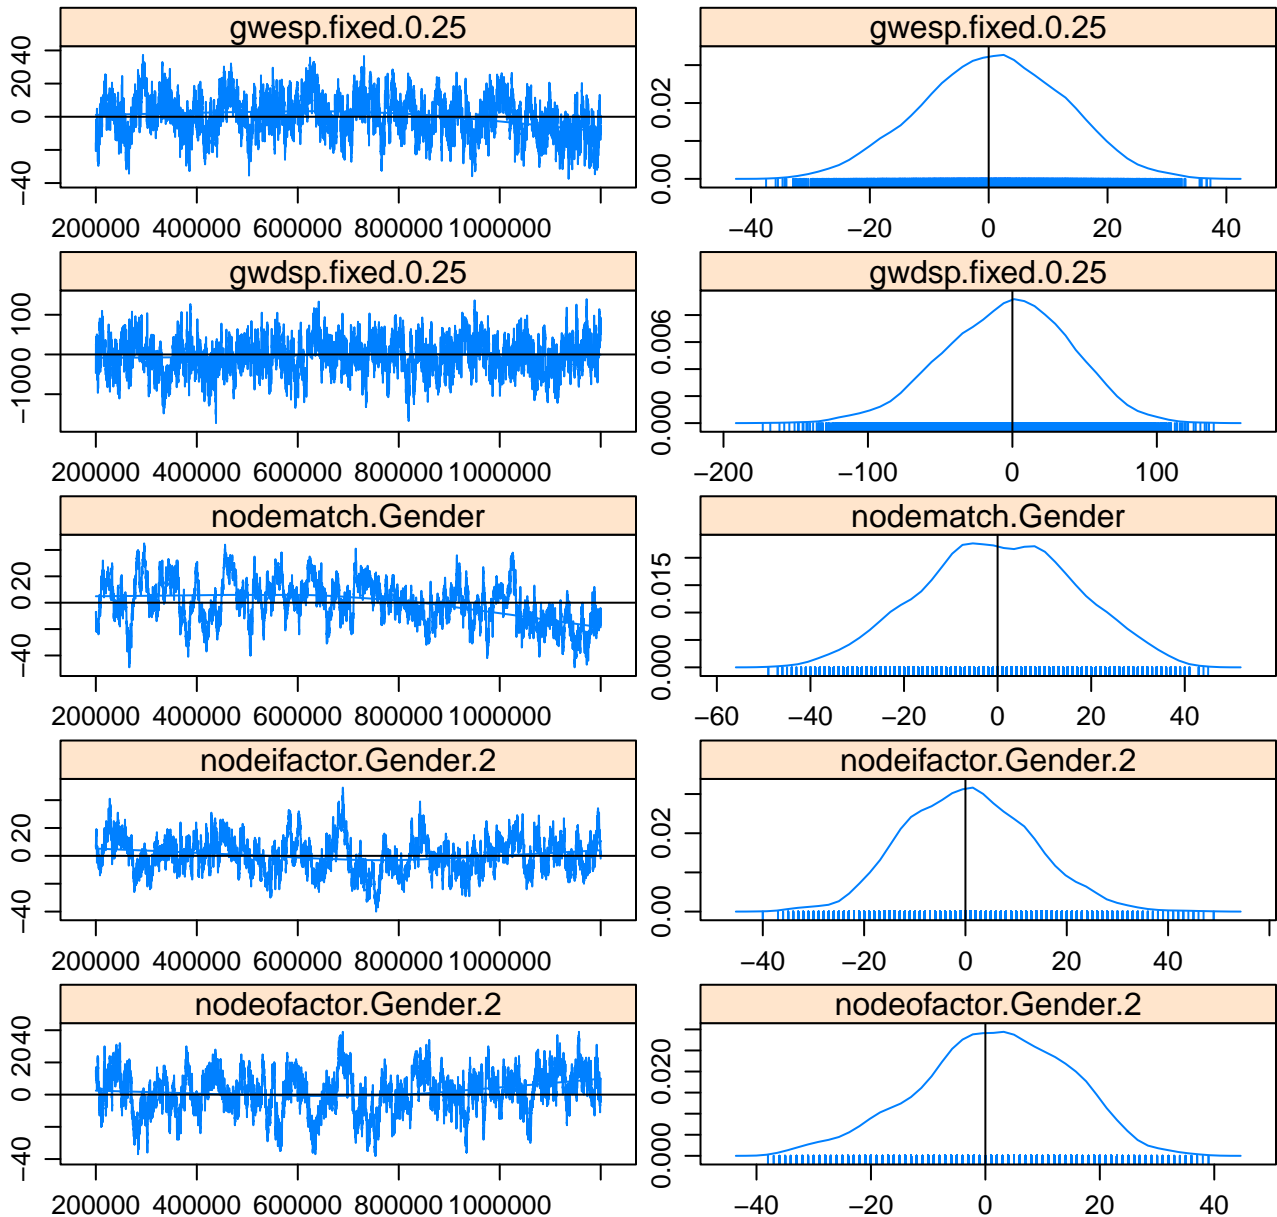 gwesp.fixed.0.25
−40 0 20 40
200000 400000 600000 800000 1000000
gwesp.fixed.0.25
0.00 0.02
−40 −20 0 20 40
gwdsp.fixed.0.25
−100 0 100
200000 400000 600000 800000 1000000
gwdsp.fixed.0.25
0.000 0.006
−200 −100 0 100
nodematch.Gender
−40 0 20
200000 400000 600000 800000 1000000
nodematch.Gender
0.000 0.015
−60 −40 −20 0 20 40
nodeifactor.Gender.2
−40 0 20
200000 400000 600000 800000 1000000
nodeifactor.Gender.2
0.00 0.02
−40 −20 0 20 40
nodeofactor.Gender.2
−40 0 20 40
200000 400000 600000 800000 1000000
nodeofactor.Gender.2
0.000 0.020
−40 −20 0 20 40